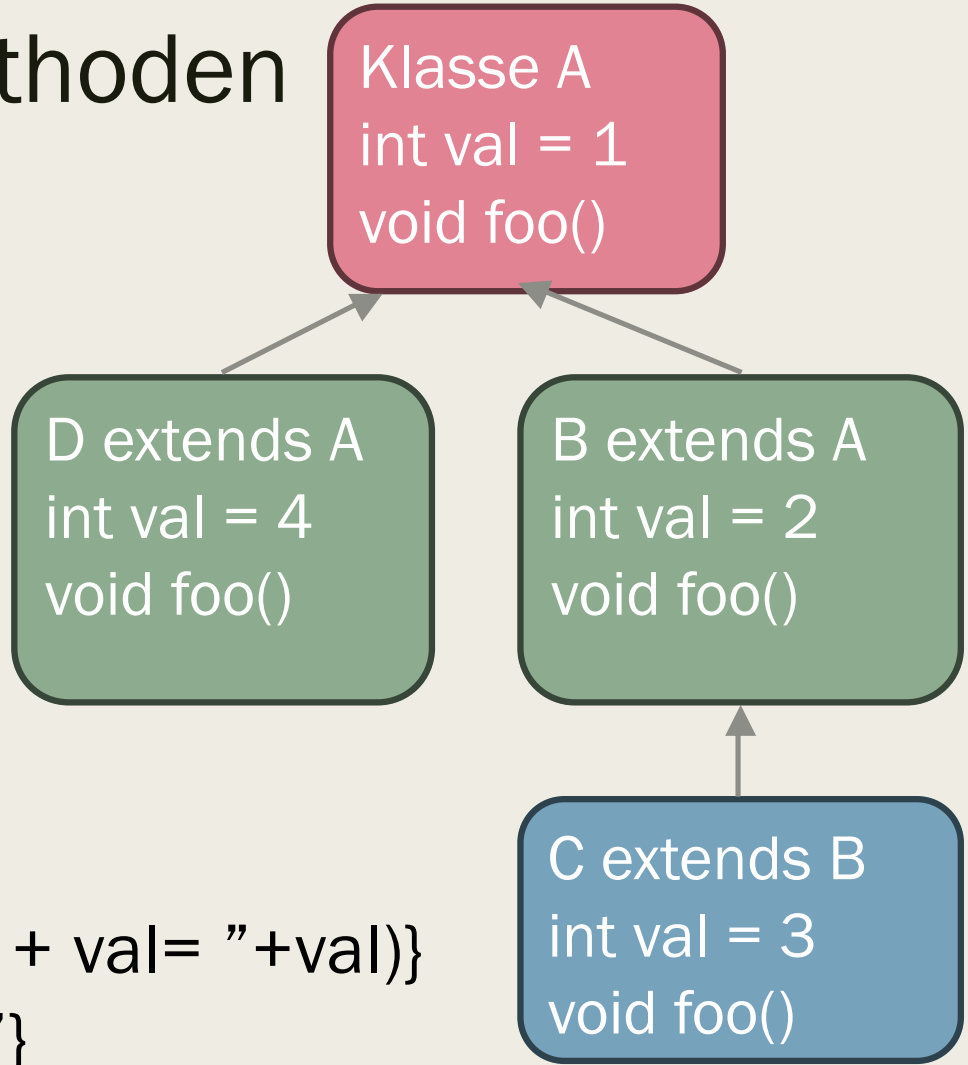 thoden
Klasse A
int val = 1
void foo()
D extends A
int val = 4
void foo()
B extends A
int val = 2
void foo()
C extends B
int val = 3
void foo()
+ val= ”+val)}
”}